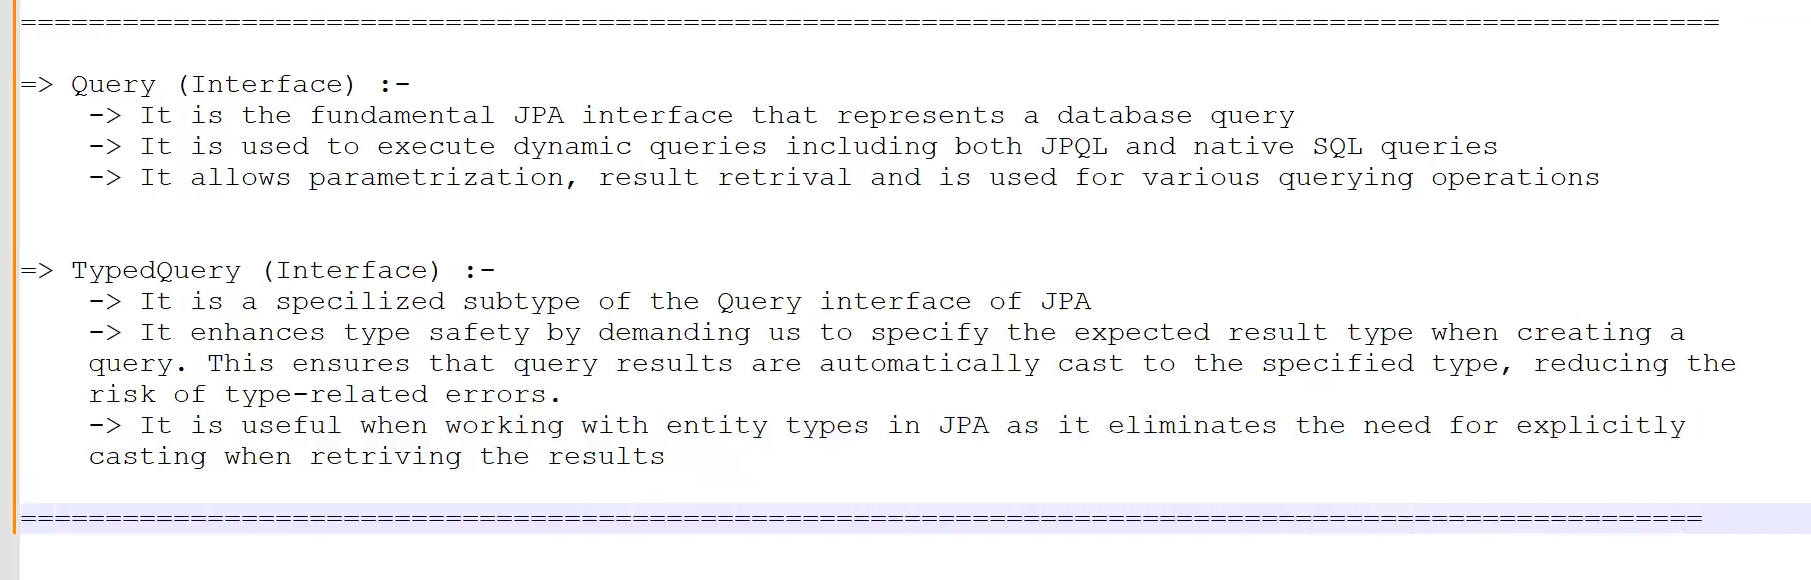 ====================================================================================================
=> Query (Interface) :-
-> It is the fundamental JPA interface that represents a database query
-> It is used to execute dynamic queries including both JPQL and native SQL queries
-> It allows parametrization, result retrival and is used for various querying operations
=> TypedQuery (Interface) :-
-> It is a specilized subtype of the Query interface of JPA
-> It enhances type safety by demanding us to specify the expected result type when creating a
query. This ensures that query results are automatically cast to the specified type, reducing the
risk of type-related errors.
-> It is useful when working with entity types in JPA as it eliminates the need for explicitly
casting when retriving the results
===================================================================================================